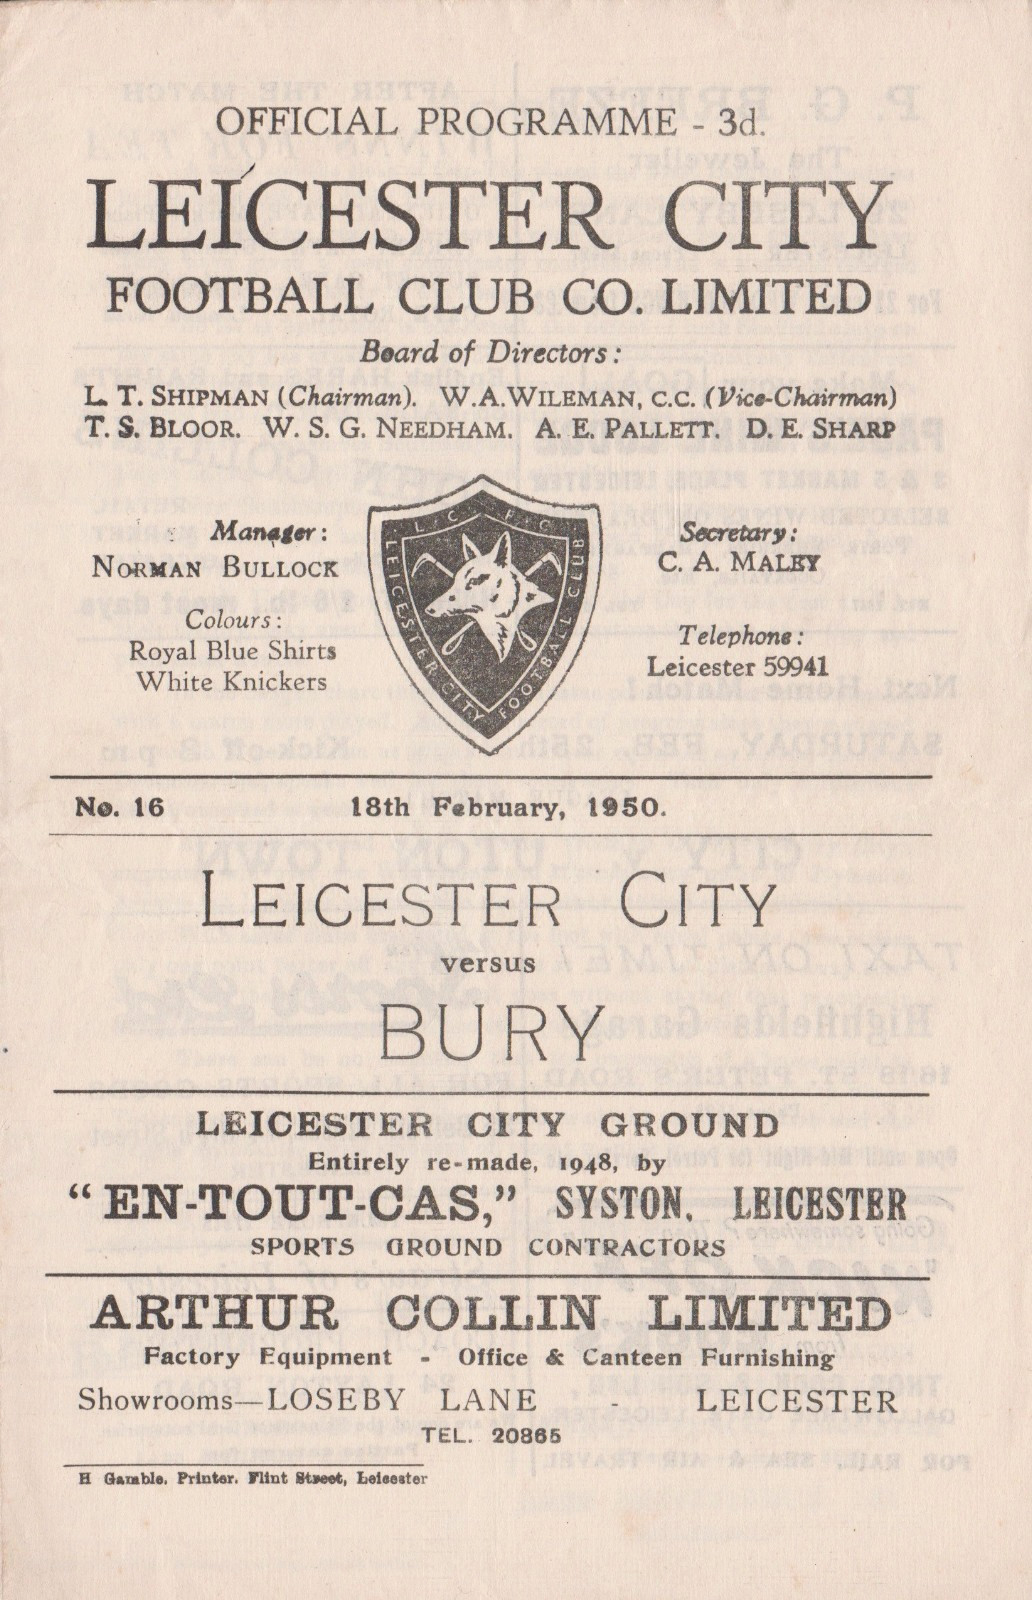 OFFICIAL PROGRAMME - 3d.
LEICESTER CITY
FOOTBALL CLUB CO. LIMITED
Board of Directors:
L. T. SHIPMAN (Chairman). W.A.WILEMAN, C.C. (Vice-Chairman)
T. S. BLOOR. W. S. G. NEEDHAM. A. E. PALLETT. D. E. SHARP
Manager:
NORMAN BULLOCK
Colours:
Royal Blue Shirts
White Knickers
L.C.F.C
LEICESTER CITY FOOTBALL CLUB
Secretary:
C. A. MALEY
Telephone:
Leicester 59941
No. 16 18th February, 1950.
LEICESTER CITY
versus
BURY
LEICESTER CITY GROUND
Entirely re-made, 1948, by
"EN-TOUT-CAS," SYSTON, LEICESTER
SPORTS GROUND CONTRACTORS
ARTHUR COLLIN LIMITED
Factory Equipment - Office & Canteen Furnishing
Showrooms—LOSEBY LANE - LEICESTER
TEL. 20865
H Gamble, Printer, Flint Street, Leicester